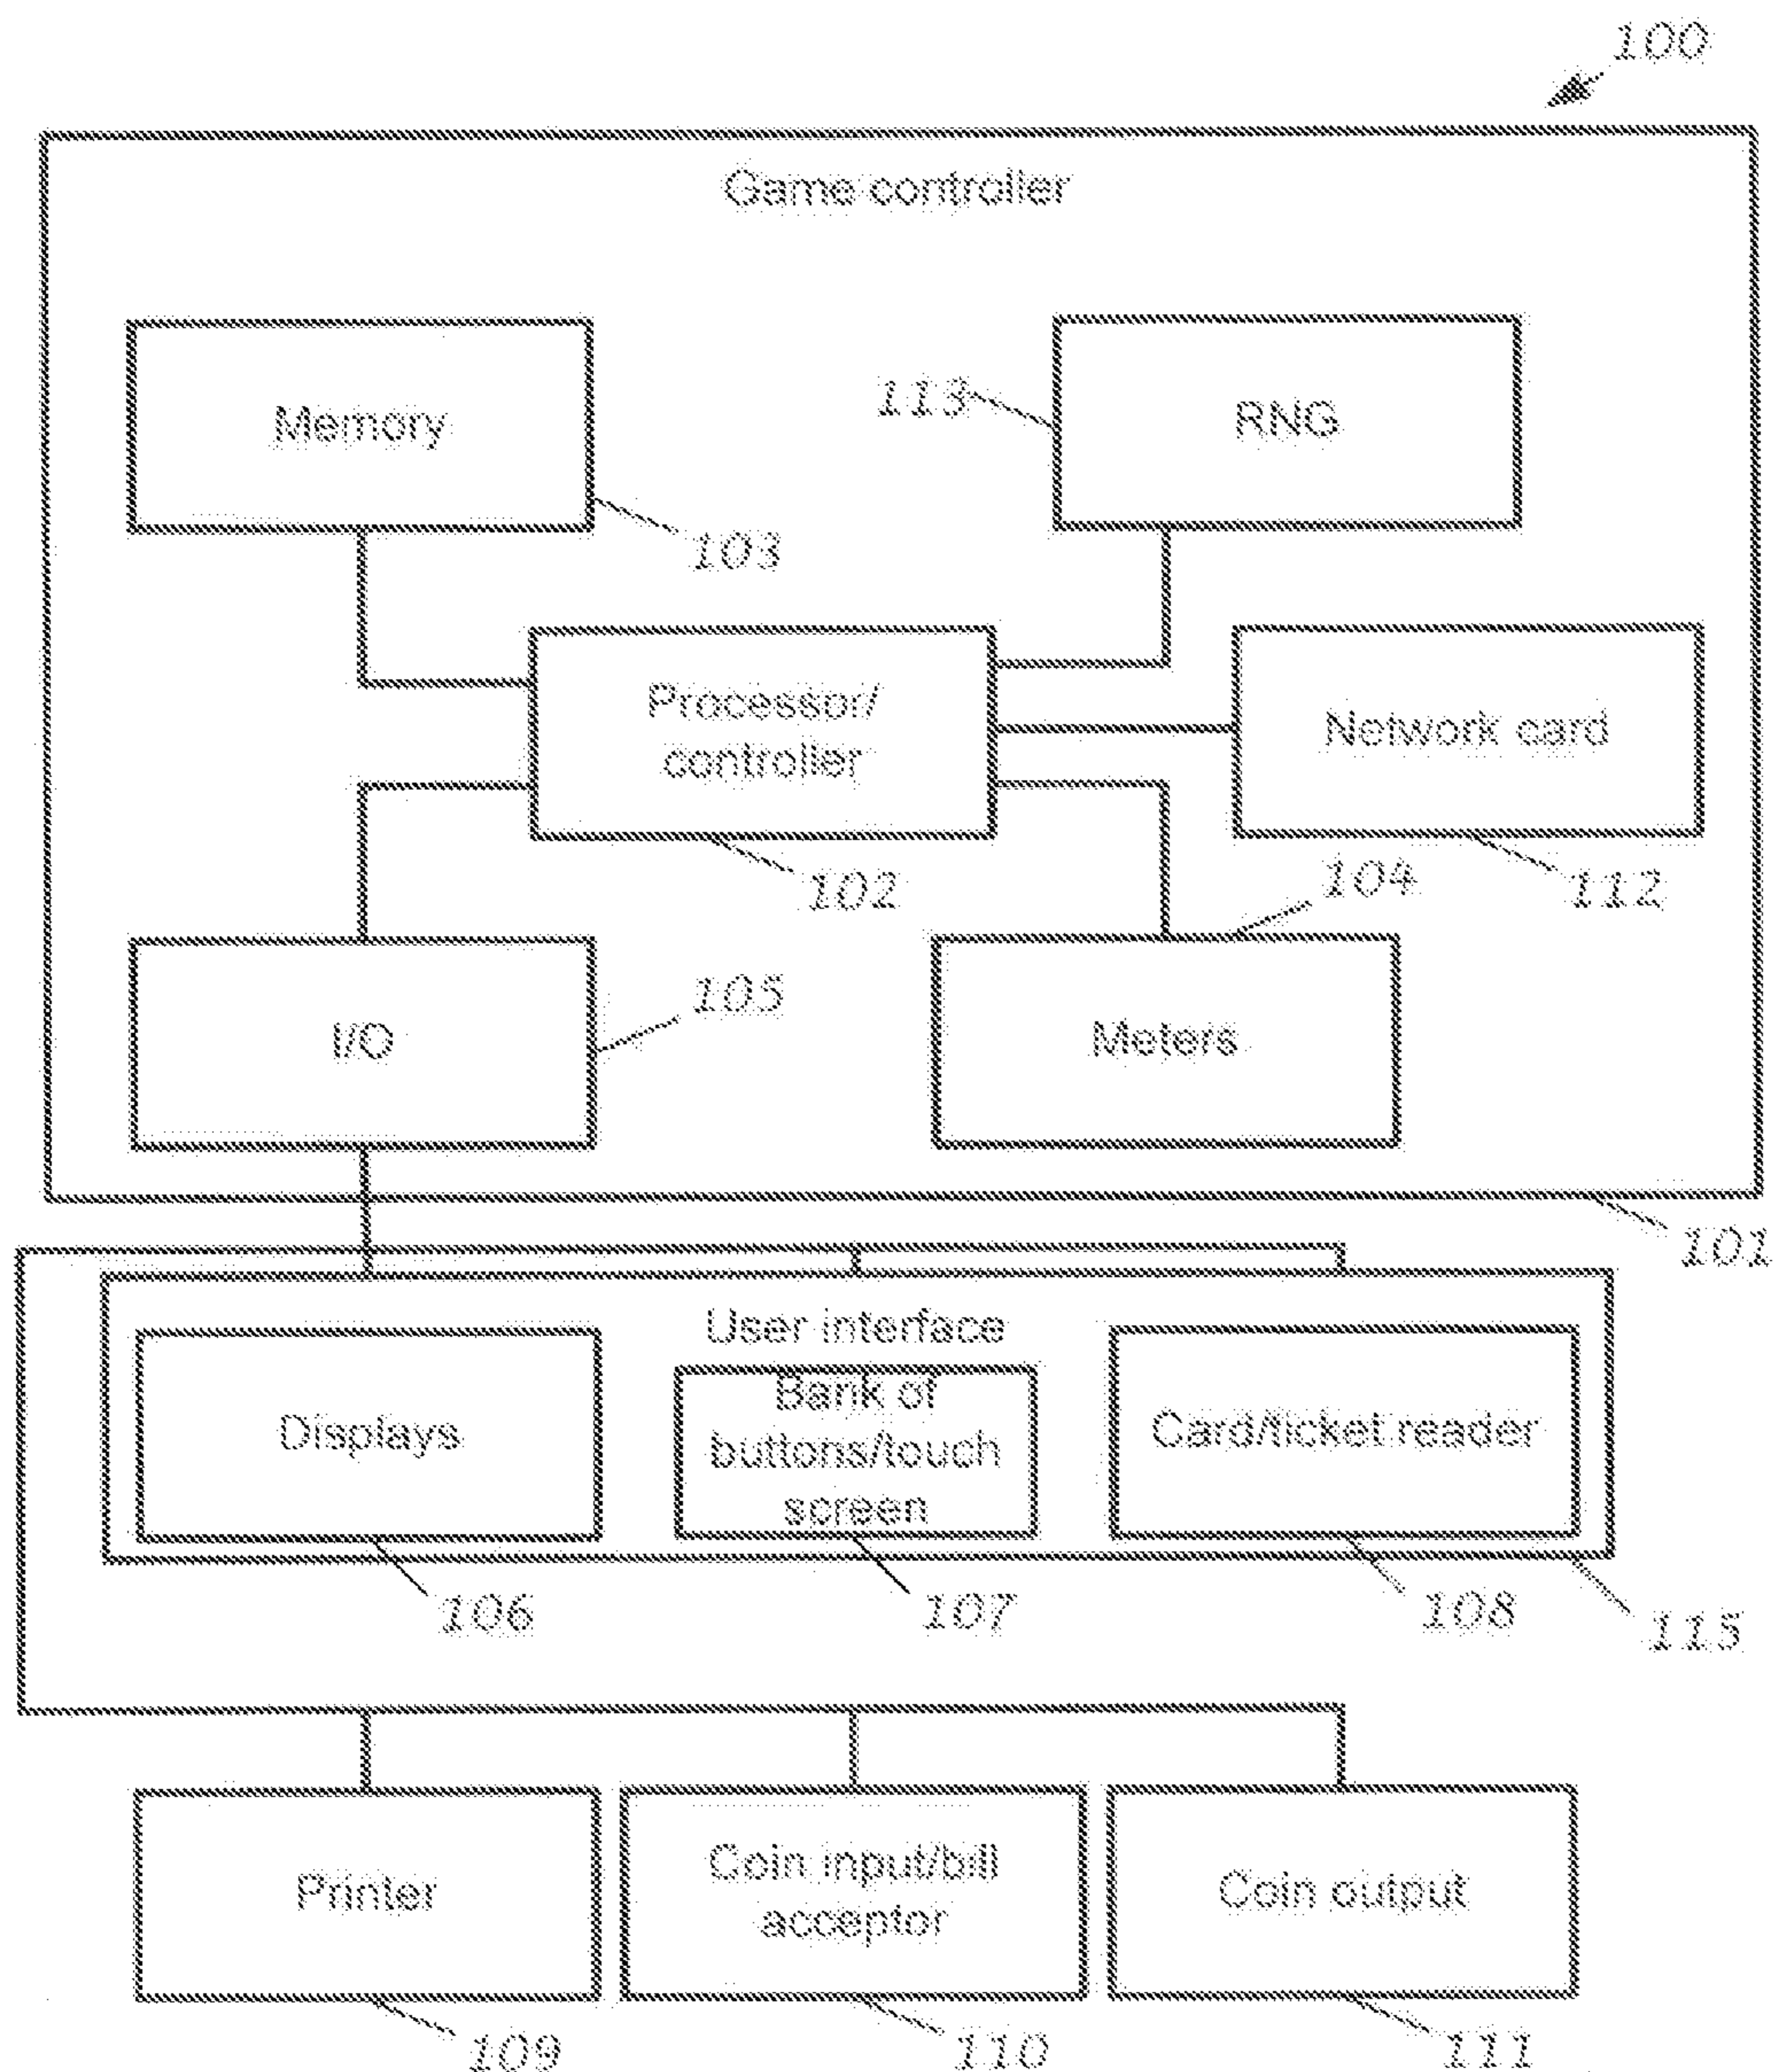 100
Game controller
Memory
113
RNG
103
Processor/
controller
Network card
102
104
112
I/O
105
Meters
101
User interface
Displays
Bank of
buttons/touch
screen
Card/ticket reader
106
107
108
115
Printer
Coin input/bill
acceptor
Coin output
109
110
111